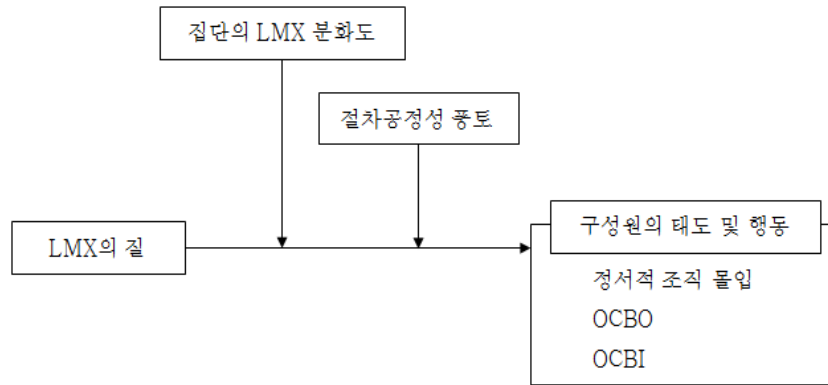 집단의 LMX 분화도
절차공정성 풍토
LMX의 질
구성원의 태도 및 행동
정서적 조직 몰입
OCBO
OCBI